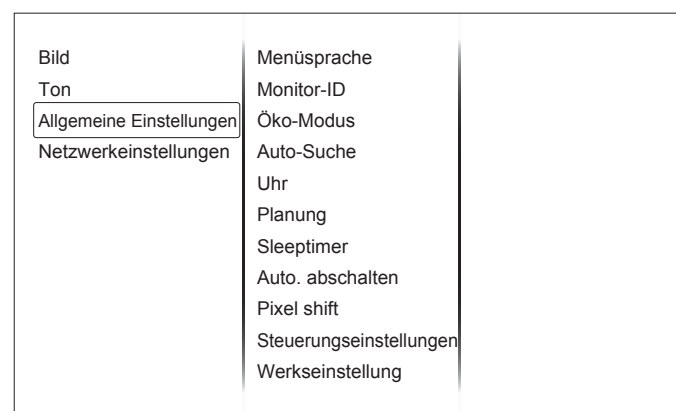 Bild
Ton
Allgemeine Einstellungen
Netzwerkeinstellungen
Menüsprache
Monitor-ID
Öko-Modus
Auto-Suche
Uhr
Planung
Sleeptimer
Auto. abschalten
Pixel shift
Steuerungseinstellungen
Werkseinstellung